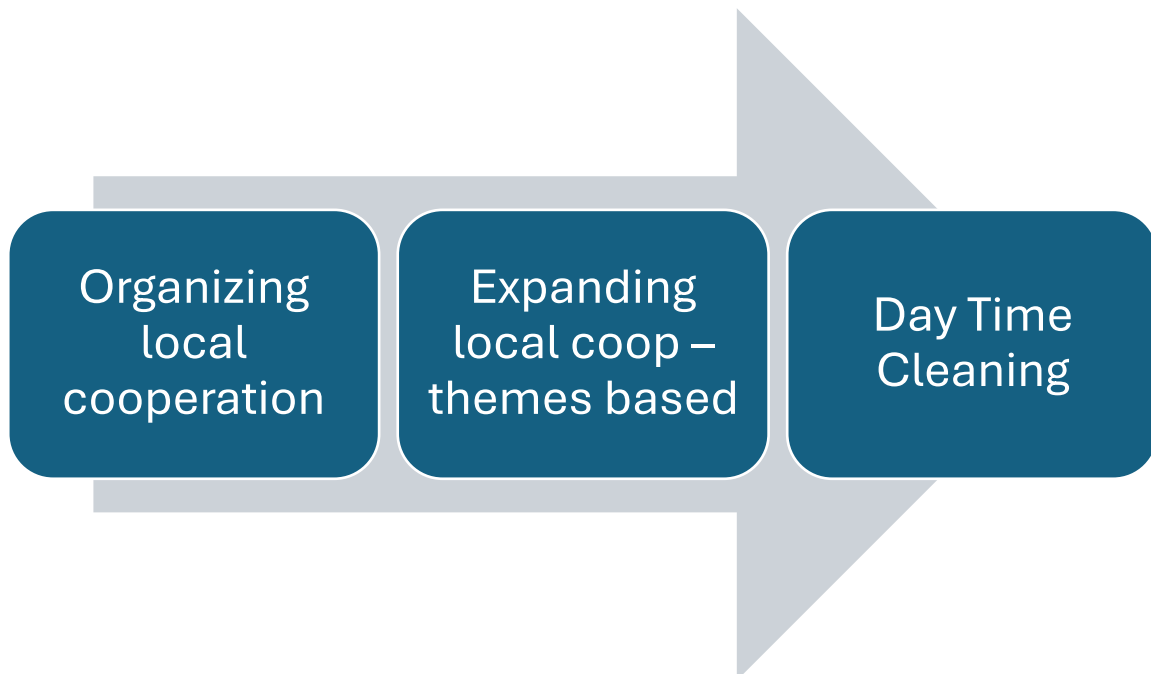 Organizing
local
cooperation
Expanding
local coop –
themes based
Day Time
Cleaning